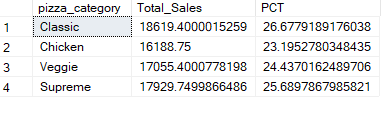 pizza_category Total_Sales PCT
1 Classic 18619.4000015259 26.6779189176038
2 Chicken 16188.75 23.1952780348435
3 Veggie 17055.4000778198 24.4370162489706
4 Supreme 17929.7499866486 25.6897867985821